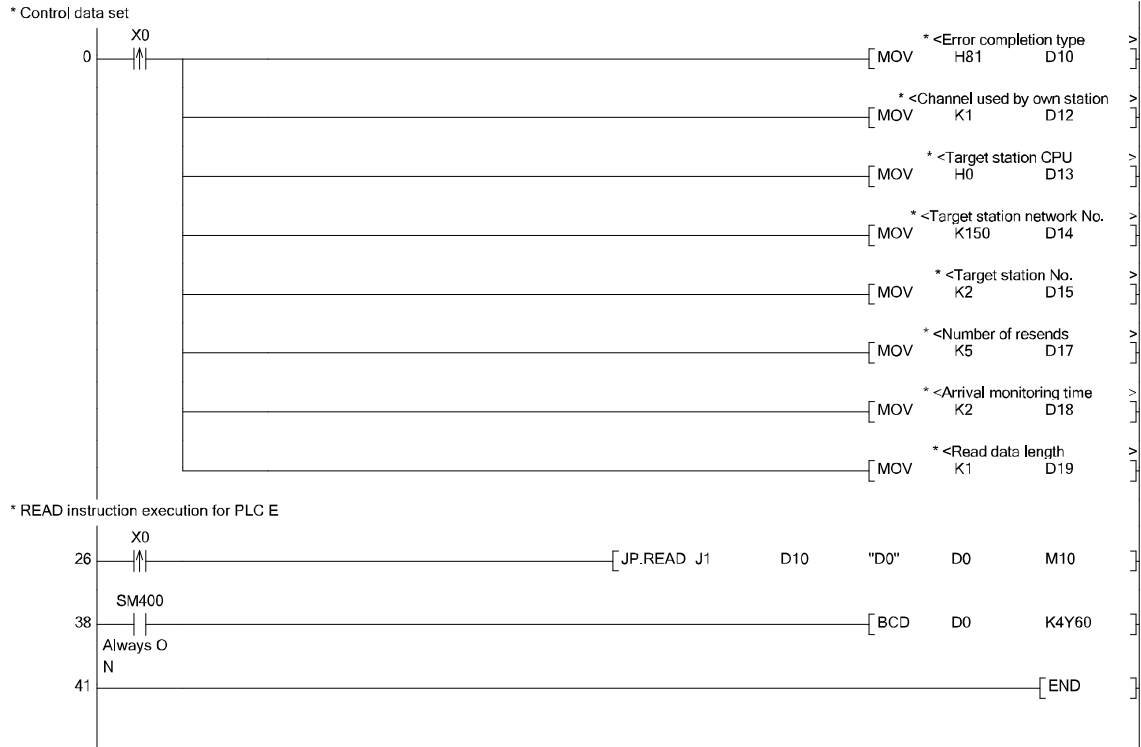 * Control data set
X0
* <Error completion type >
0 MOV H81 D10
* <Channel used by own station >
MOV K1 D12
* <Target station CPU >
MOV H0 D13
* <Target station network No. >
MOV K150 D14
* <Target station No. >
MOV K2 D15
* <Number of resends >
MOV K5 D17
* <Arrival monitoring time >
MOV K2 D18
* <Read data length >
MOV K1 D19
* READ instruction execution for PLC E
X0
26 JP.READ J1 D10 "D0" D0 M10
SM400
38 BCD D0 K4Y60
Always O
N
41 END